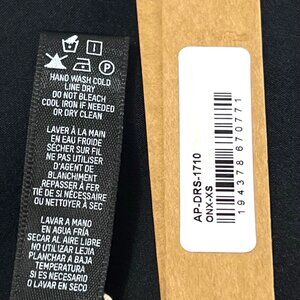 P
HAND WASH COLD
LINE DRY
DO NOT BLEACH
COOL IRON IF NEEDED
OR DRY CLEAN
LAVER À LA MAIN
EN EAU FROIDE
SÉCHER SUR FIL
NE PAS UTILISER
D'AGENT DE
BLANCHIMENT
REPASSER À FER
TIÉ DE SI NÉCESSAIRE
OU NETTOYER À SEC
LAVAR A MANO
EN AGUA FRÍA
SECAR AL AIRE LIBRE
NO UTILIZAR LEJÍA
PLANCHAR A BAJA
TEMPERATURA
SI ES NECESARIO
O LAVAR EN SECO
AP-DRS-1710
ONX-XS
194378670771